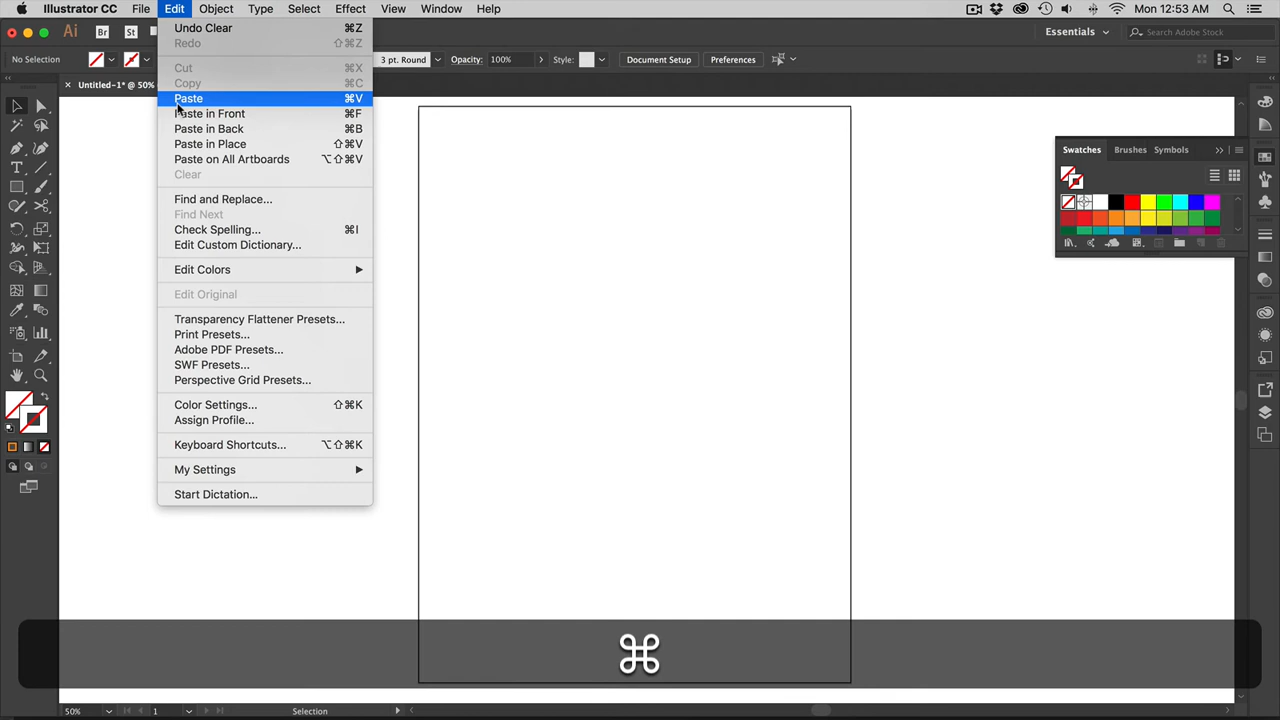 Illustrator CC File Edit Object Type Select Effect View Window Help Mon 12:53 AM
Ai Br St Essentials Search Adobe Stock
No Selection 3 pt. Round Opacity: 100% Style: Document Setup Preferences
× Untitled-1* @ 50%
Undo Clear ⌘Z
Redo ⇧⌘Z
Cut ⌘X
Copy ⌘C
Paste ⌘V
Paste in Front ⌘F
Paste in Back ⌘B
Paste in Place ⇧⌘V
Paste on All Artboards ⌥⇧⌘V
Clear
Find and Replace...
Find Next
Check Spelling... ⌘I
Edit Custom Dictionary...
Edit Colors
Edit Original
Transparency Flattener Presets...
Print Presets...
Adobe PDF Presets...
SWF Presets...
Perspective Grid Presets...
Color Settings... ⇧⌘K
Assign Profile...
Keyboard Shortcuts... ⌥⇧⌘K
My Settings
Start Dictation...
Swatches Brushes Symbols
⌘
50% 1 Selection